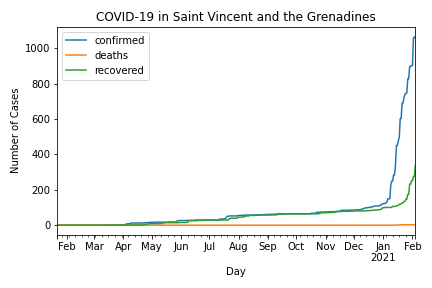 COVID-19 in Saint Vincent and the Grenadines
confirmed
deaths
recovered
Number of Cases
1000
800
600
400
200
0
Feb Mar Apr May Jun Jul Aug Sep Oct Nov Dec Jan Feb
2021
Day